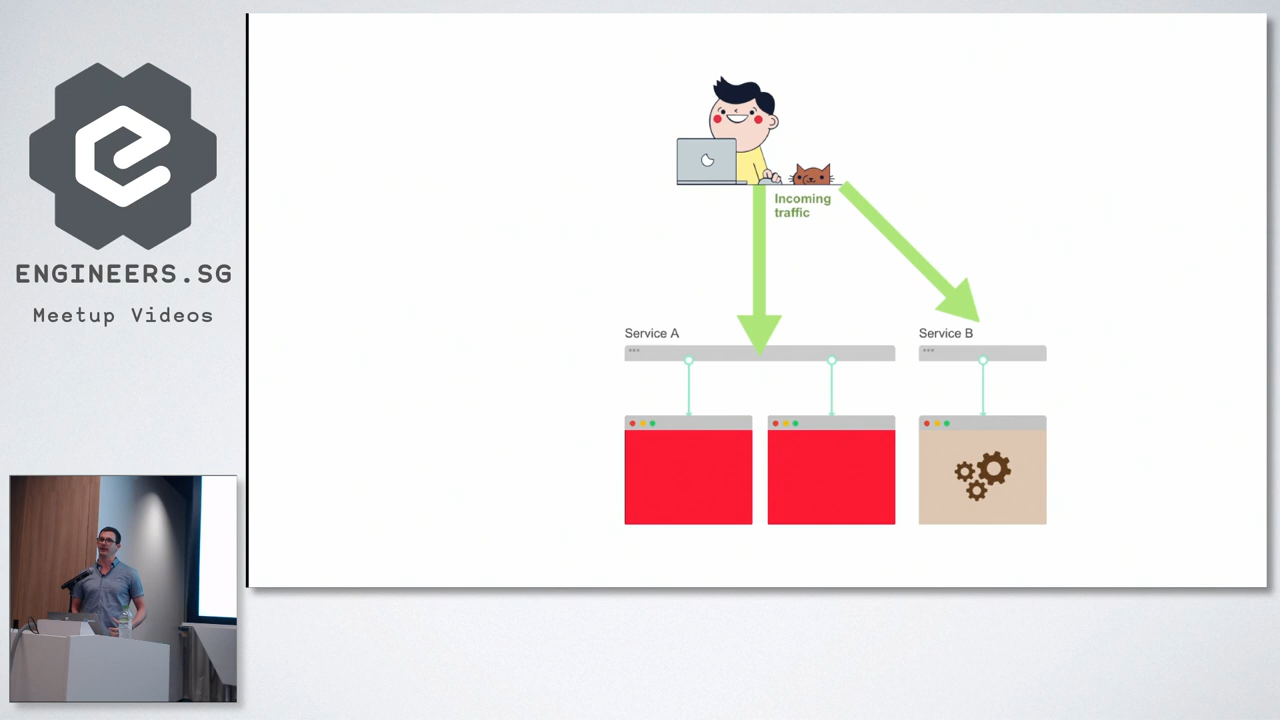 ENGINEERS.SG
Meetup Videos
Incoming
traffic
Service A
Service B